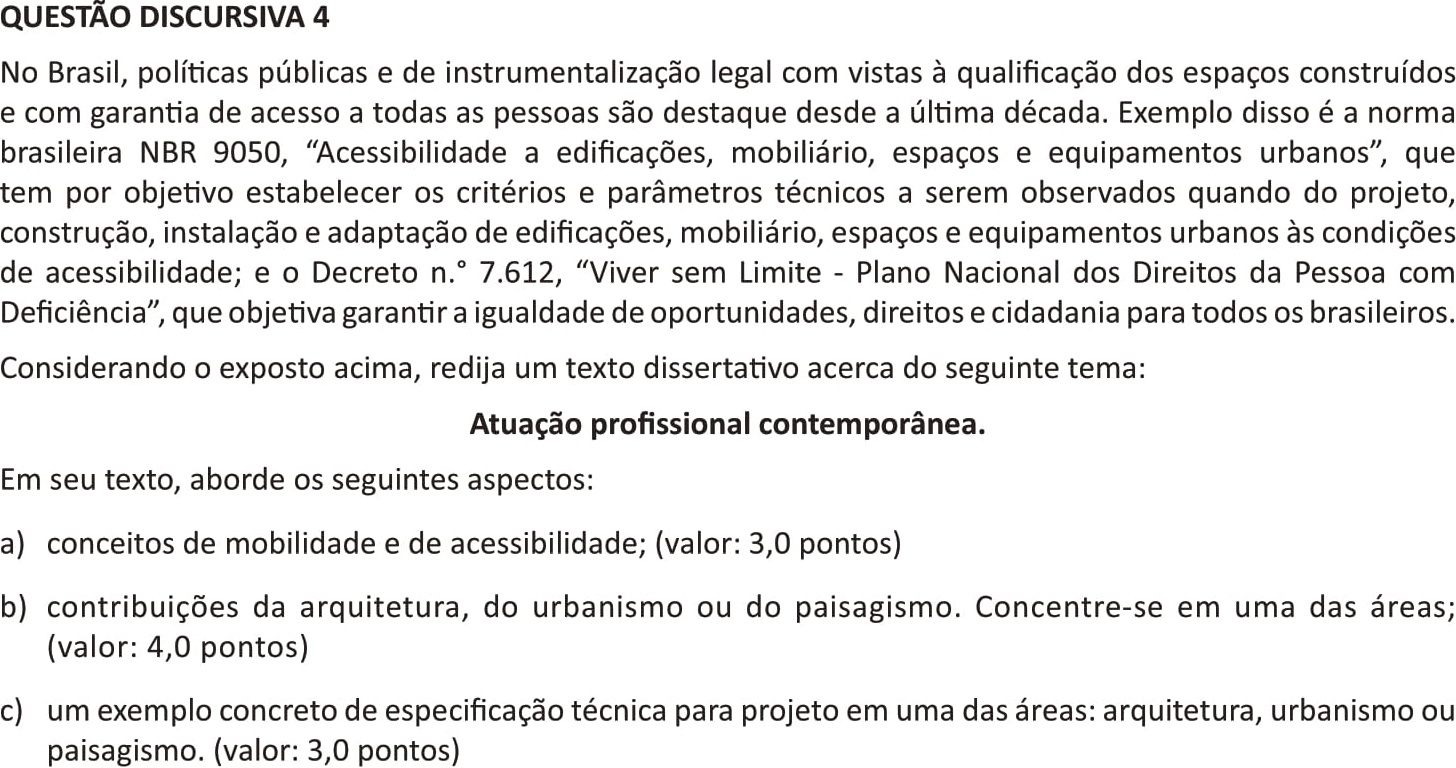 QUESTÃO DISCURSIVA 4
No Brasil, políticas públicas e de instrumentalização legal com vistas à qualificação dos espaços construídos
e com garantia de acesso a todas as pessoas são destaque desde a última década. Exemplo disso é a norma
brasileira NBR 9050, “Acessibilidade a edificações, mobiliário, espaços e equipamentos urbanos”, que
tem por objetivo estabelecer os critérios e parâmetros técnicos a serem observados quando do projeto,
construção, instalação e adaptação de edificações, mobiliário, espaços e equipamentos urbanos às condições
de acessibilidade; e o Decreto n.° 7.612, “Viver sem Limite - Plano Nacional dos Direitos da Pessoa com
Deficiência”, que objetiva garantir a igualdade de oportunidades, direitos e cidadania para todos os brasileiros.
Considerando o exposto acima, redija um texto dissertativo acerca do seguinte tema:
Atuação profissional contemporânea.
Em seu texto, aborde os seguintes aspectos:
a) conceitos de mobilidade e de acessibilidade; (valor: 3,0 pontos)
b) contribuições da arquitetura, do urbanismo ou do paisagismo. Concentre-se em uma das áreas;
(valor: 4,0 pontos)
c) um exemplo concreto de especificação técnica para projeto em uma das áreas: arquitetura, urbanismo ou
paisagismo. (valor: 3,0 pontos)